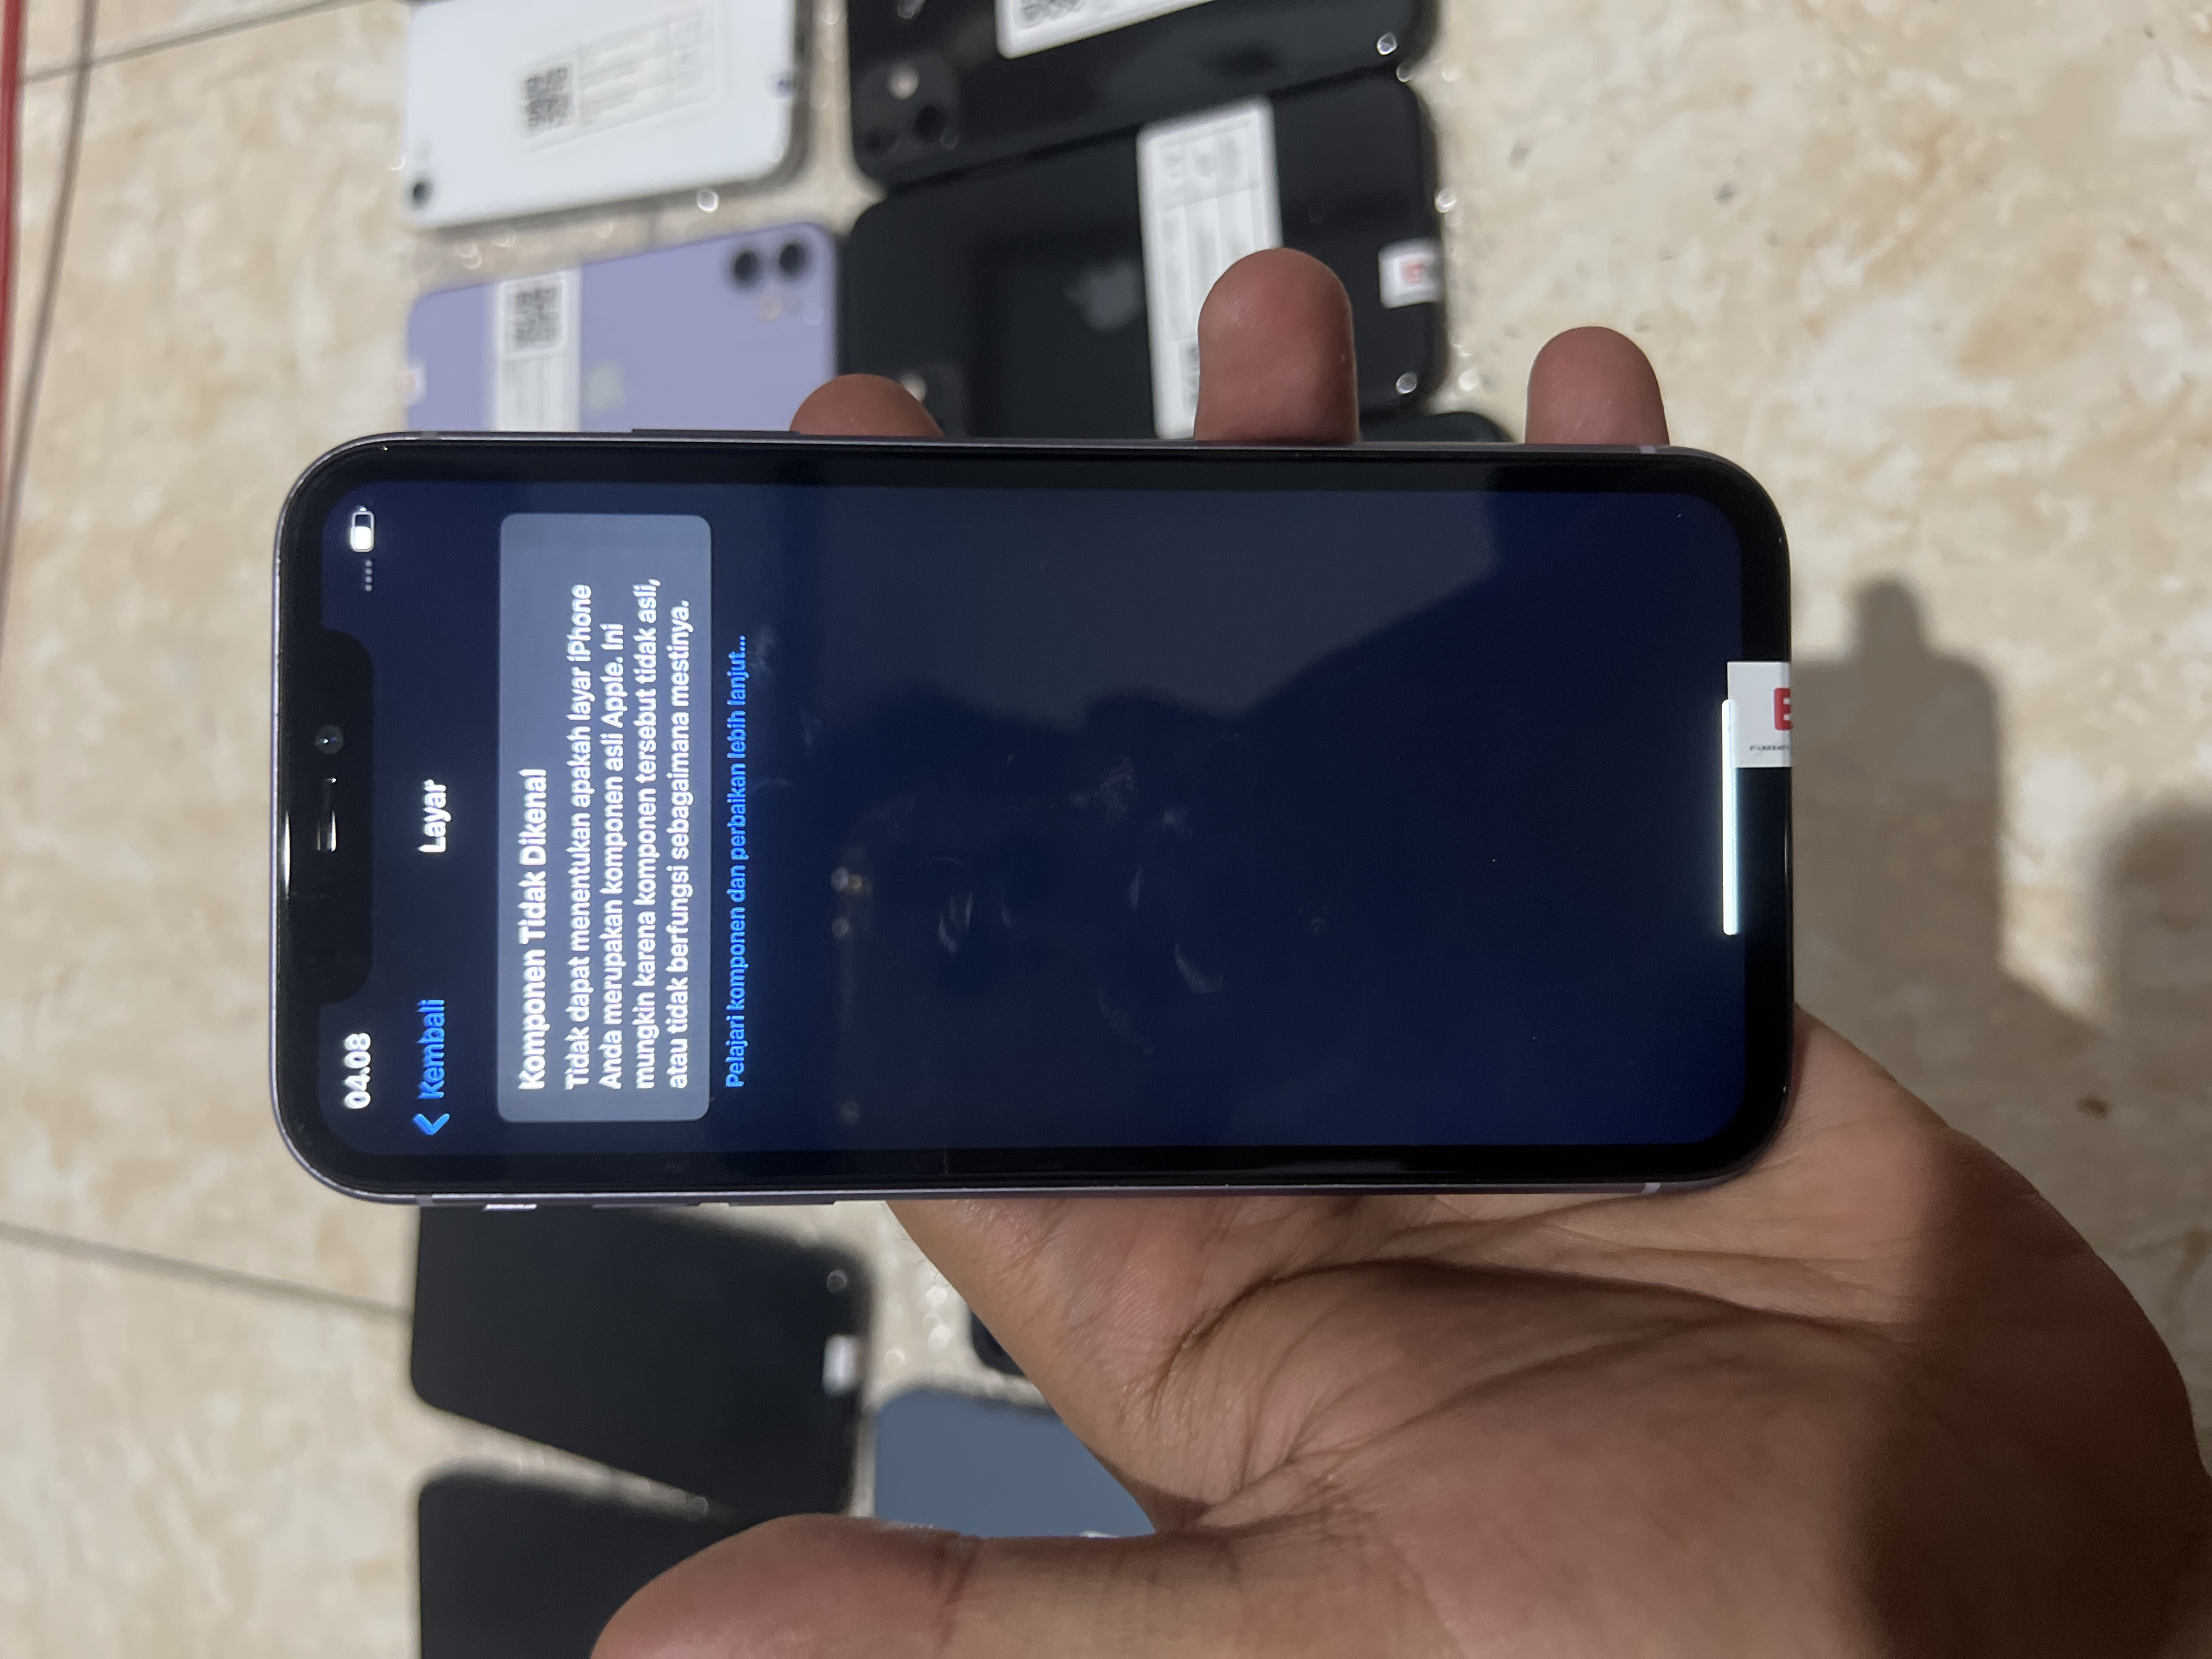 04.08
Kembali
Layar
Komponen Tidak Dikenal
Tidak dapat menentukan apakah layar iPhone
Anda merupakan komponen asli Apple. Ini
mungkin karena komponen tersebut tidak asli,
atau tidak berfungsi sebagaimana mestinya.
Pelajari komponen dan perbaikan lebih lanjut...